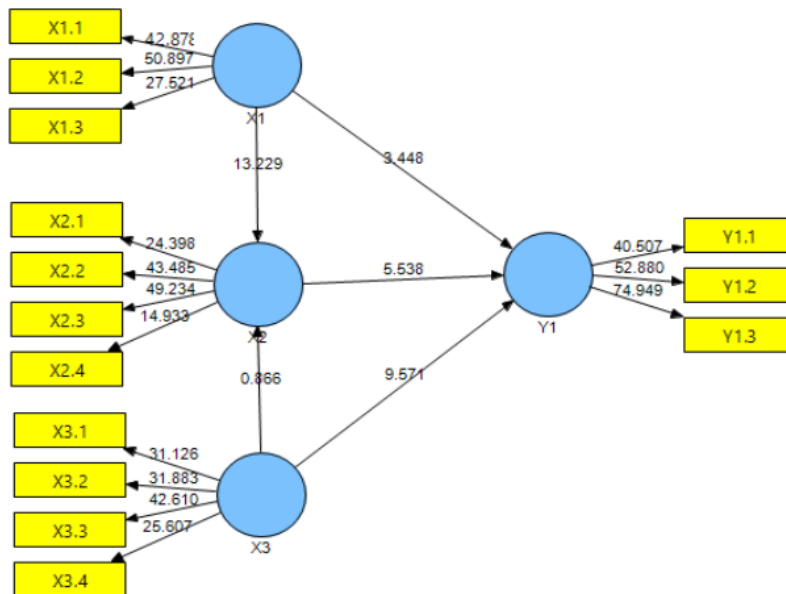 X1.1
42.878
X1.2
50.897
27.521
X1.3
X1
13.229
3.448
X2.1
24.398
X2.2
43.485
X2.3
49.234
14.933
X2.4
X2
5.538
Y1
40.507
Y1.1
52.880
Y1.2
74.949
Y1.3
0.866
9.571
X3.1
31.126
X3.2
31.883
42.610
X3.3
25.607
X3.4
X3